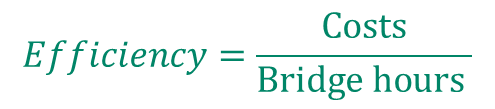 Efficiency = Costs / Bridge hours